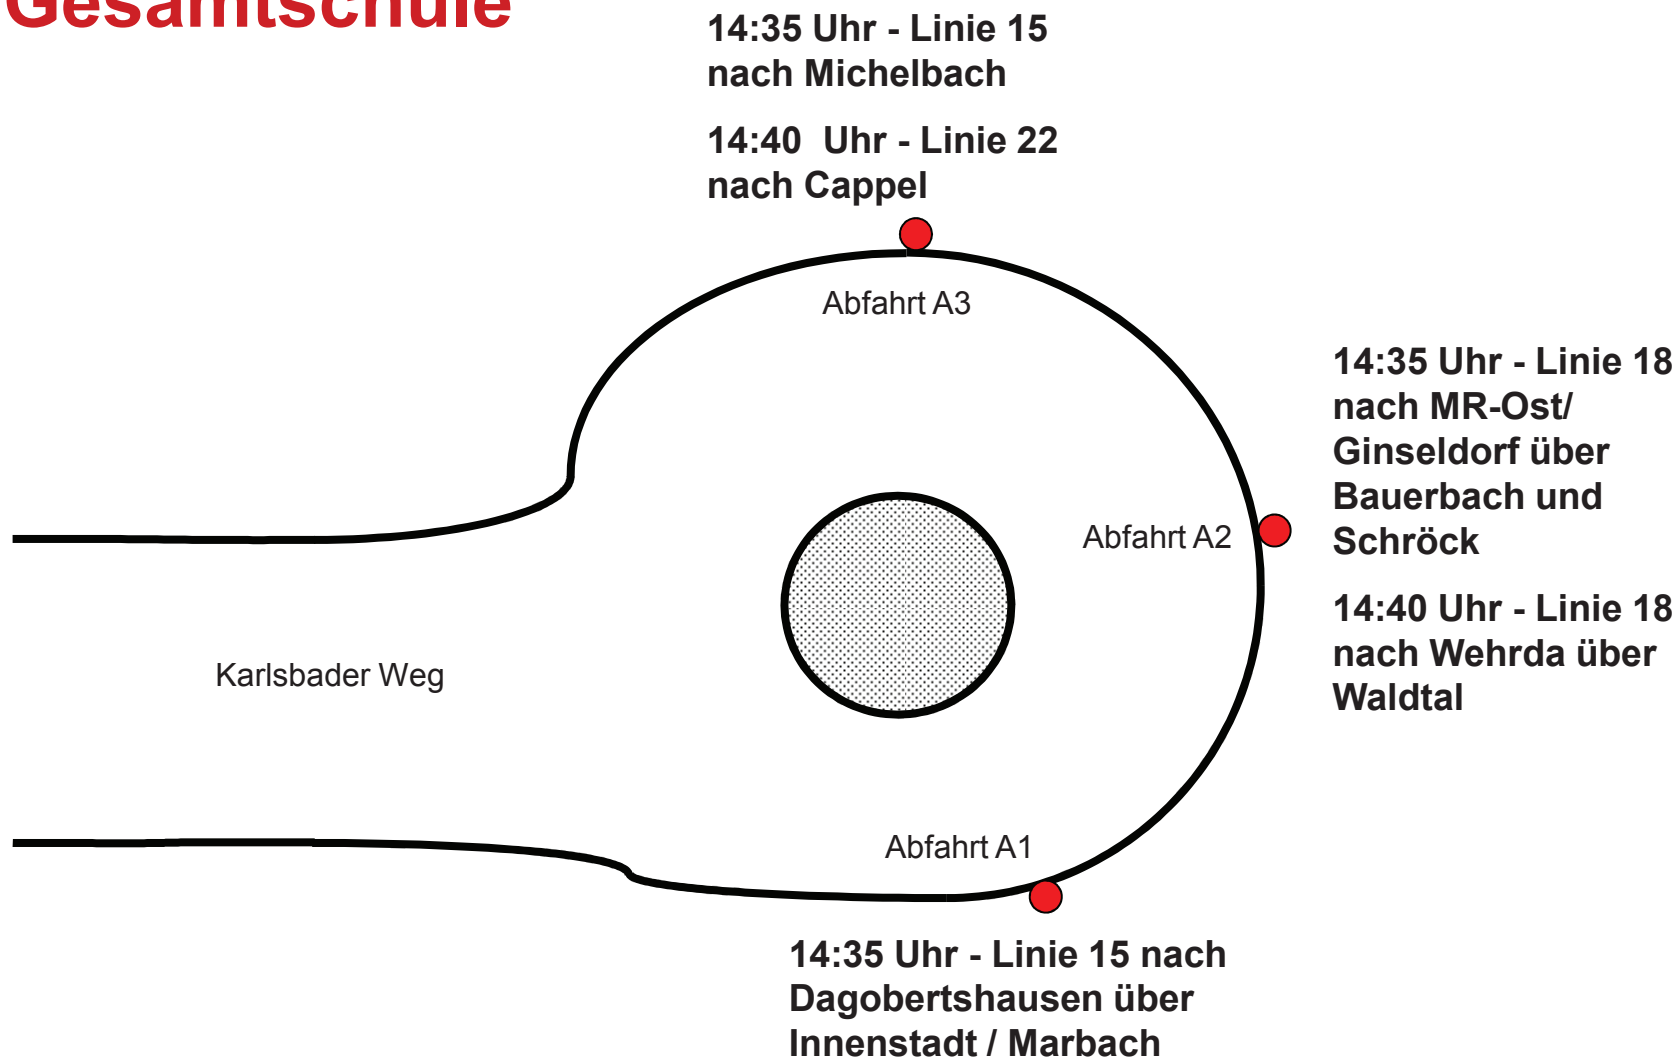 Gesamtschule
14:35 Uhr - Linie 15
nach Michelbach
14:40 Uhr - Linie 22
nach Cappel
Abfahrt A3
14:35 Uhr - Linie 18
nach MR-Ost/
Ginseldorf über
Bauerbach und
Schröck
Abfahrt A2
14:40 Uhr - Linie 18
nach Wehrda über
Waldtal
Karlsbader Weg
Abfahrt A1
14:35 Uhr - Linie 15 nach
Dagobertshausen über
Innenstadt / Marbach